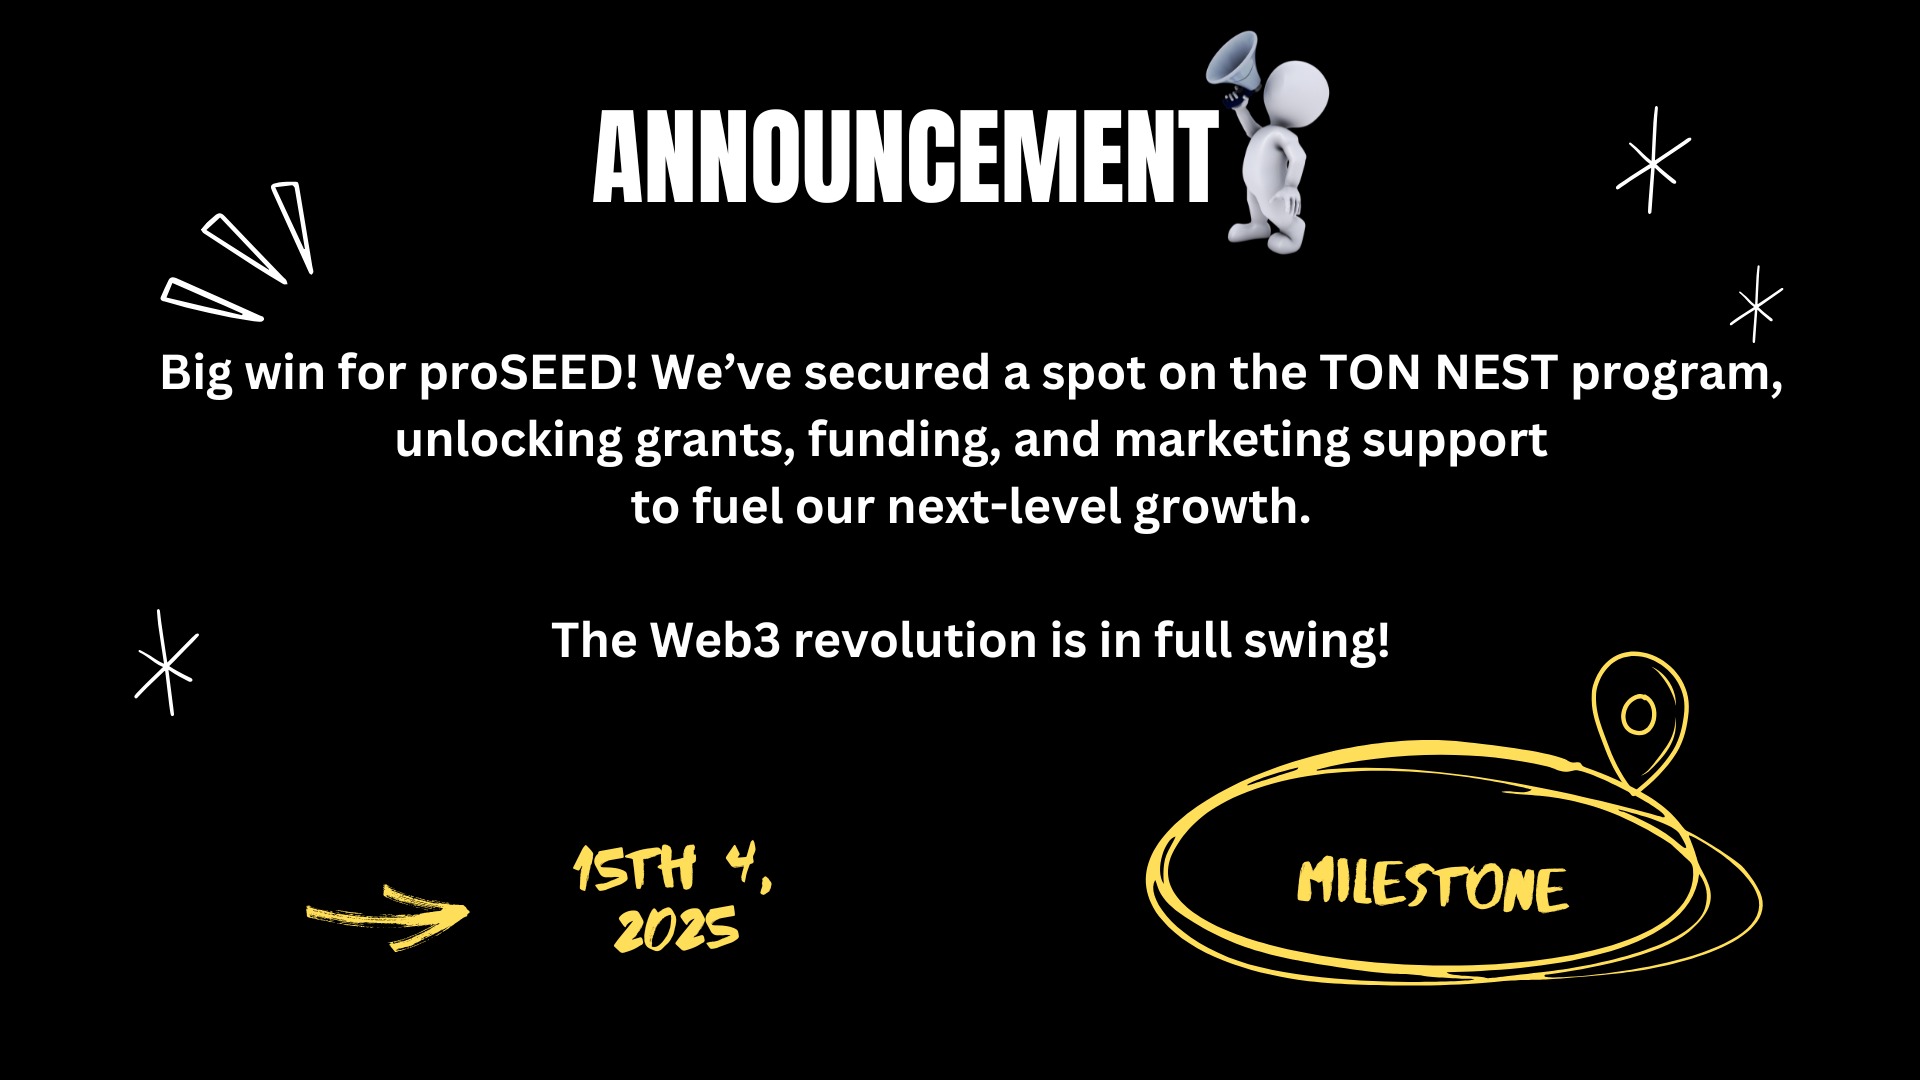 ANNOUNCEMENT
Big win for proSEED! We’ve secured a spot on the TON NEST program,
unlocking grants, funding, and marketing support
to fuel our next-level growth.
The Web3 revolution is in full swing!
15TH 4,
2025
MILESTONE